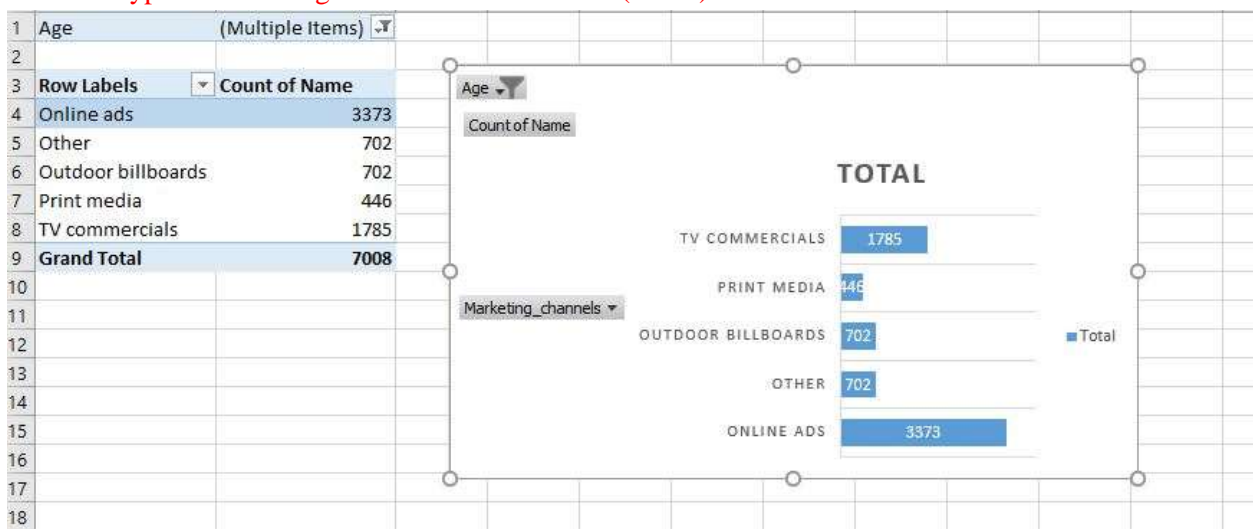 1 Age (Multiple Items)
2
3 Row Labels Count of Name
4 Online ads 3373
5 Other 702
6 Outdoor billboards 702
7 Print media 446
8 TV commercials 1785
9 Grand Total 7008
10
11
12
13
14
15
16
17
18
Age
Count of Name
TOTAL
TV COMMERCIALS 1785
PRINT MEDIA 446
Marketing_channels
OUTDOOR BILLBOARDS 702
Total
OTHER 702
ONLINE ADS 3373